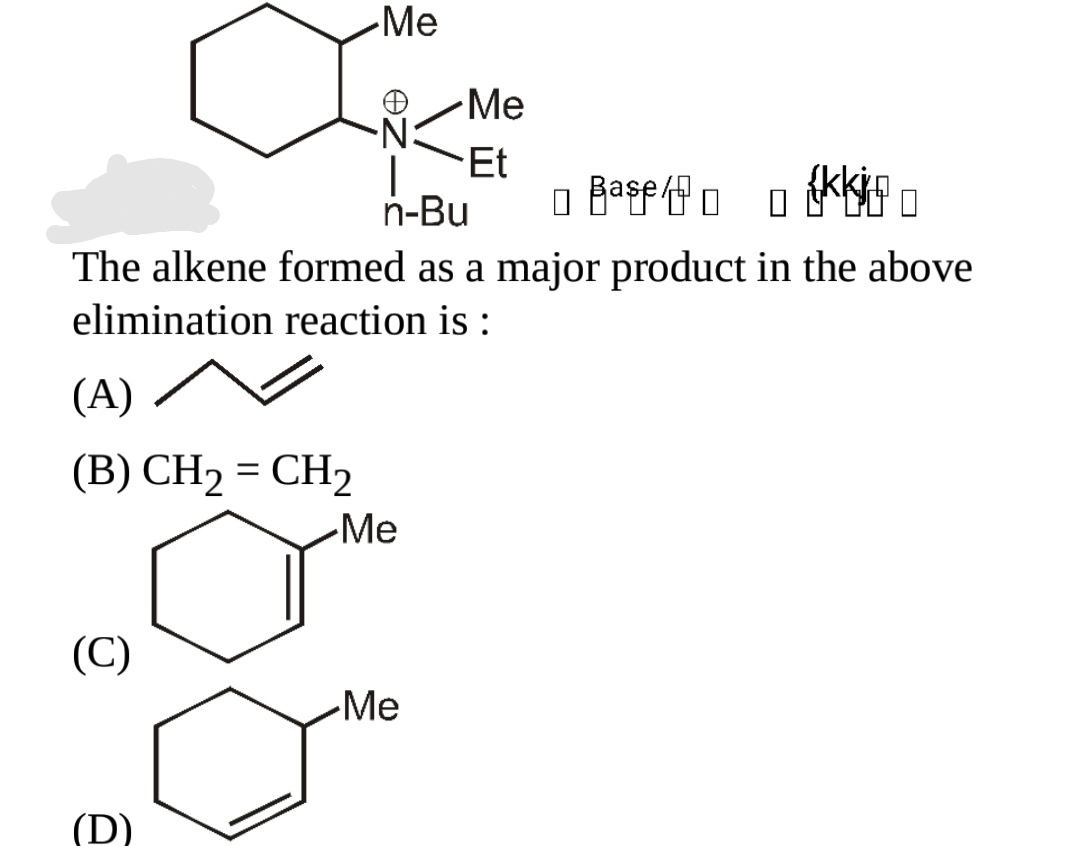 Me
⊕ Me
N
Et
n-Bu
Base/ {kkj
The alkene formed as a major product in the above
elimination reaction is :
(A)
(B) CH₂ = CH₂
Me
(C)
Me
(D)